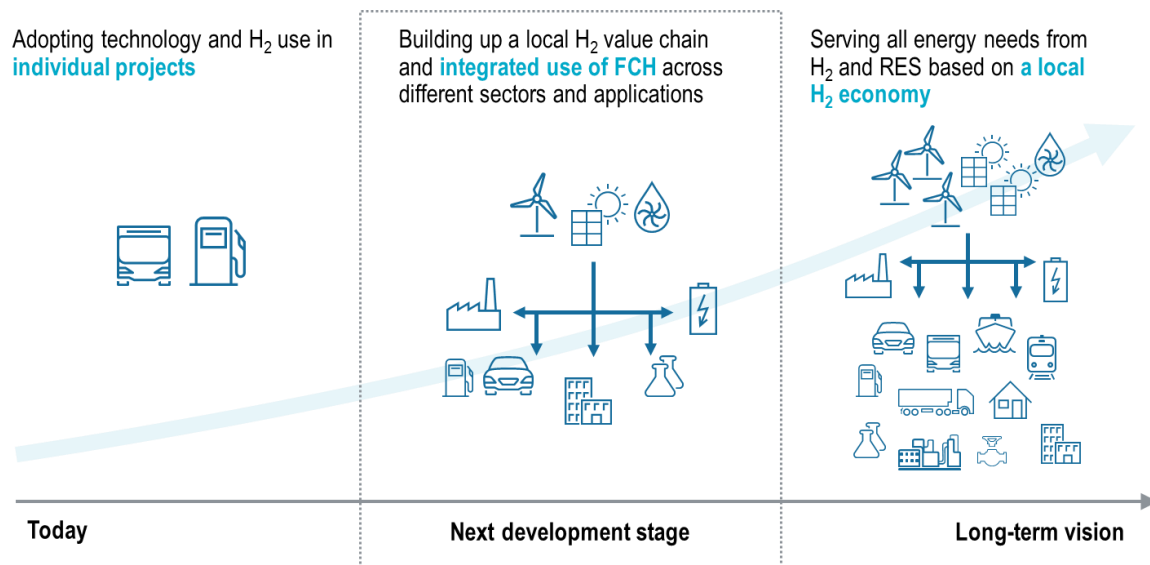 Adopting technology and H₂ use in
individual projects
Building up a local H₂ value chain
and integrated use of FCH across
different sectors and applications
Serving all energy needs from
H₂ and RES based on a local
H₂ economy
Today
Next development stage
Long-term vision